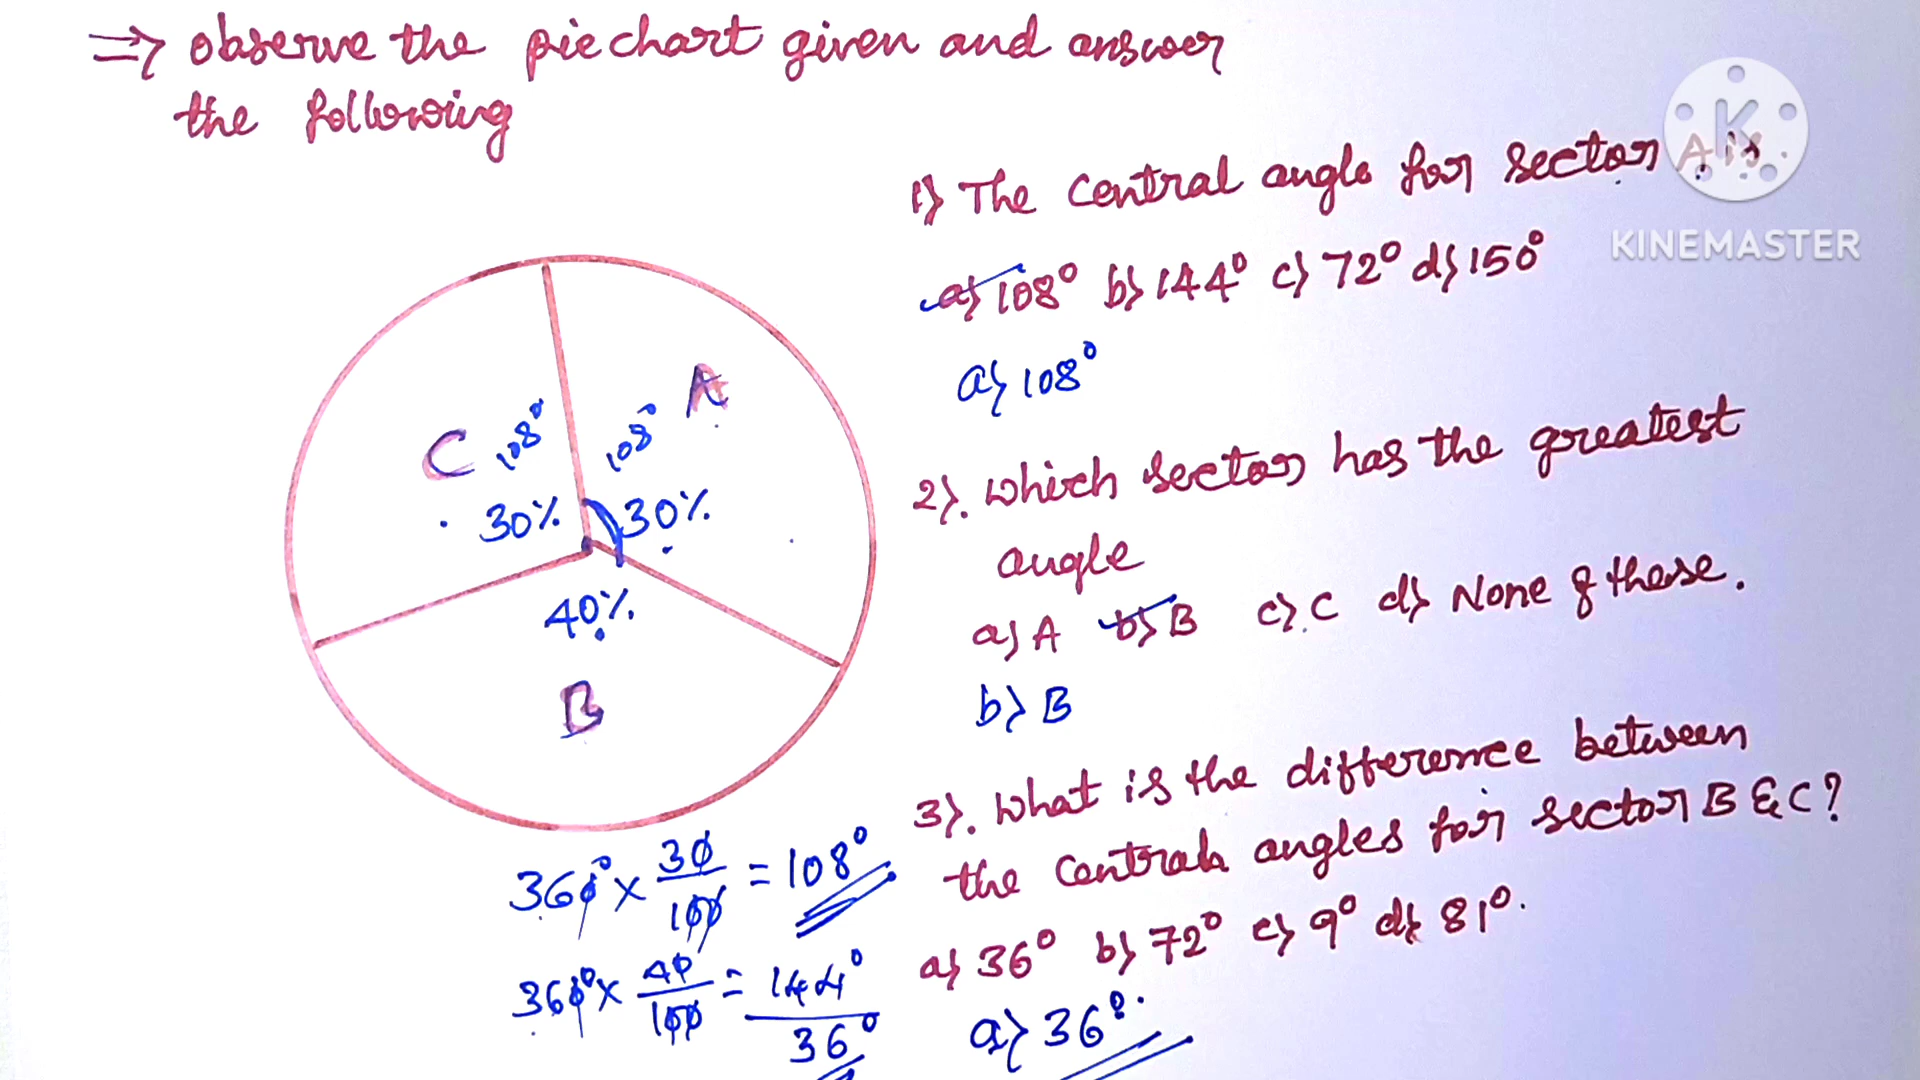 ⇒ observe the pie chart given and answer
the following
1) The central angle for sector A is.
a) 108° b) 144° c) 72° d) 150°
a) 108°
2). which sector has the greatest
angle
a) A b) B c) C d) None of these.
b) B
3). What is the difference between
the central angles for sector B & C?
a) 36° b) 72° c) 9° d) 81°.
a) 36°.
A
108°
30%
C
108°
30%
40%
B
360° × 30/100 = 108°
360° × 40/100 = 144°
36°
K
KINEMASTER